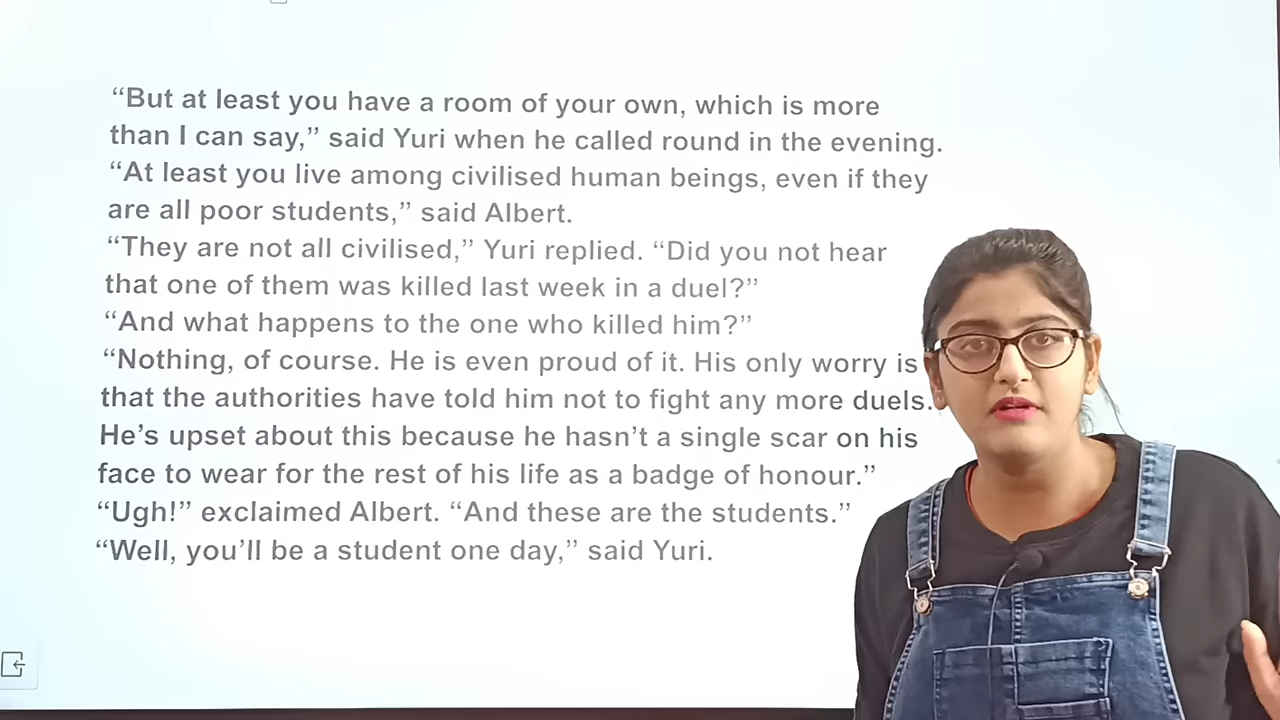 “But at least you have a room of your own, which is more
than I can say,” said Yuri when he called round in the evening.
“At least you live among civilised human beings, even if they
are all poor students,” said Albert.
“They are not all civilised,” Yuri replied. “Did you not hear
that one of them was killed last week in a duel?”
“And what happens to the one who killed him?”
“Nothing, of course. He is even proud of it. His only worry is
that the authorities have told him not to fight any more duels.
He’s upset about this because he hasn’t a single scar on his
face to wear for the rest of his life as a badge of honour.”
“Ugh!” exclaimed Albert. “And these are the students.”
“Well, you’ll be a student one day,” said Yuri.